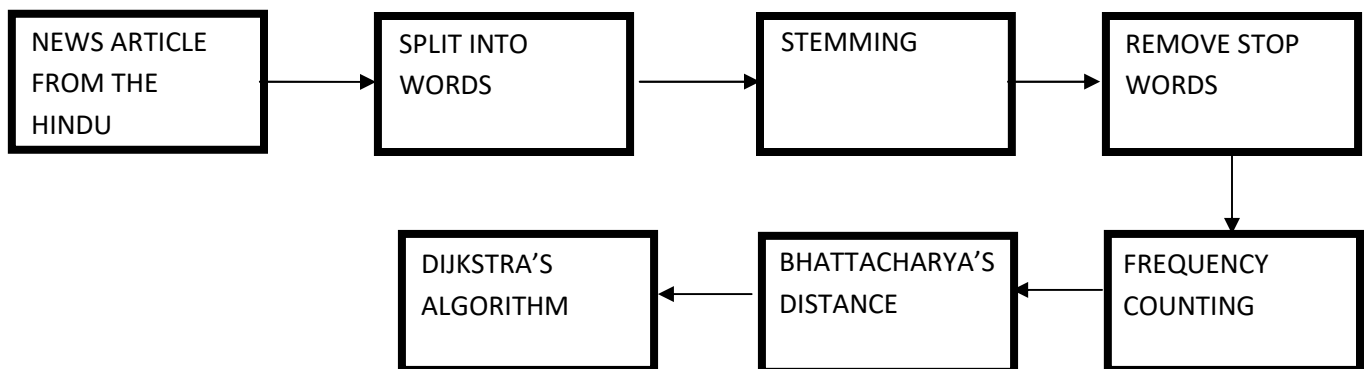 NEWS ARTICLE
FROM THE
HINDU
SPLIT INTO
WORDS
STEMMING
REMOVE STOP
WORDS
FREQUENCY
COUNTING
BHATTACHARYA’S
DISTANCE
DIJKSTRA’S
ALGORITHM